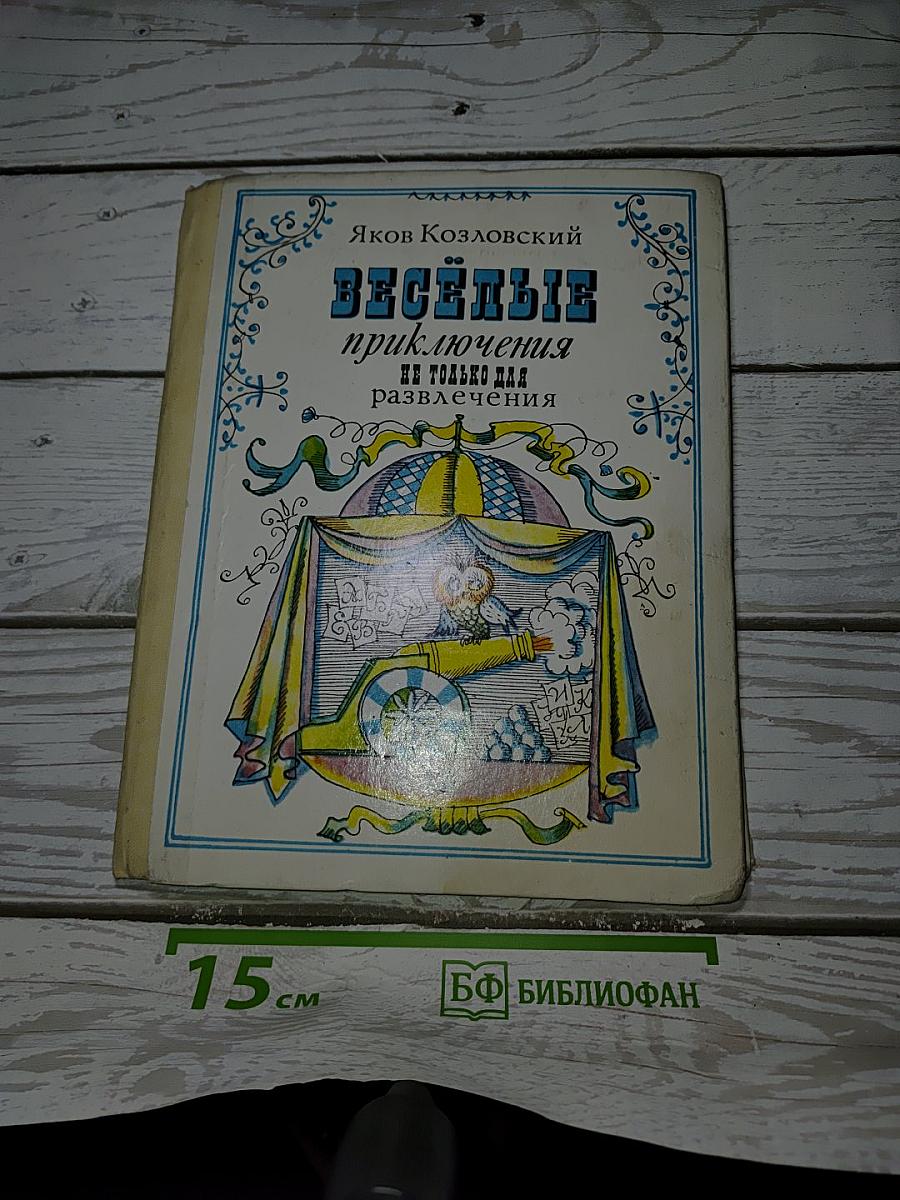 Яков Козловский
ВЕСЁЛЫЕ
приключения
НЕ ТОЛЬКО ДЛЯ
развлечения
15 см
БФ БИБЛИОФАН